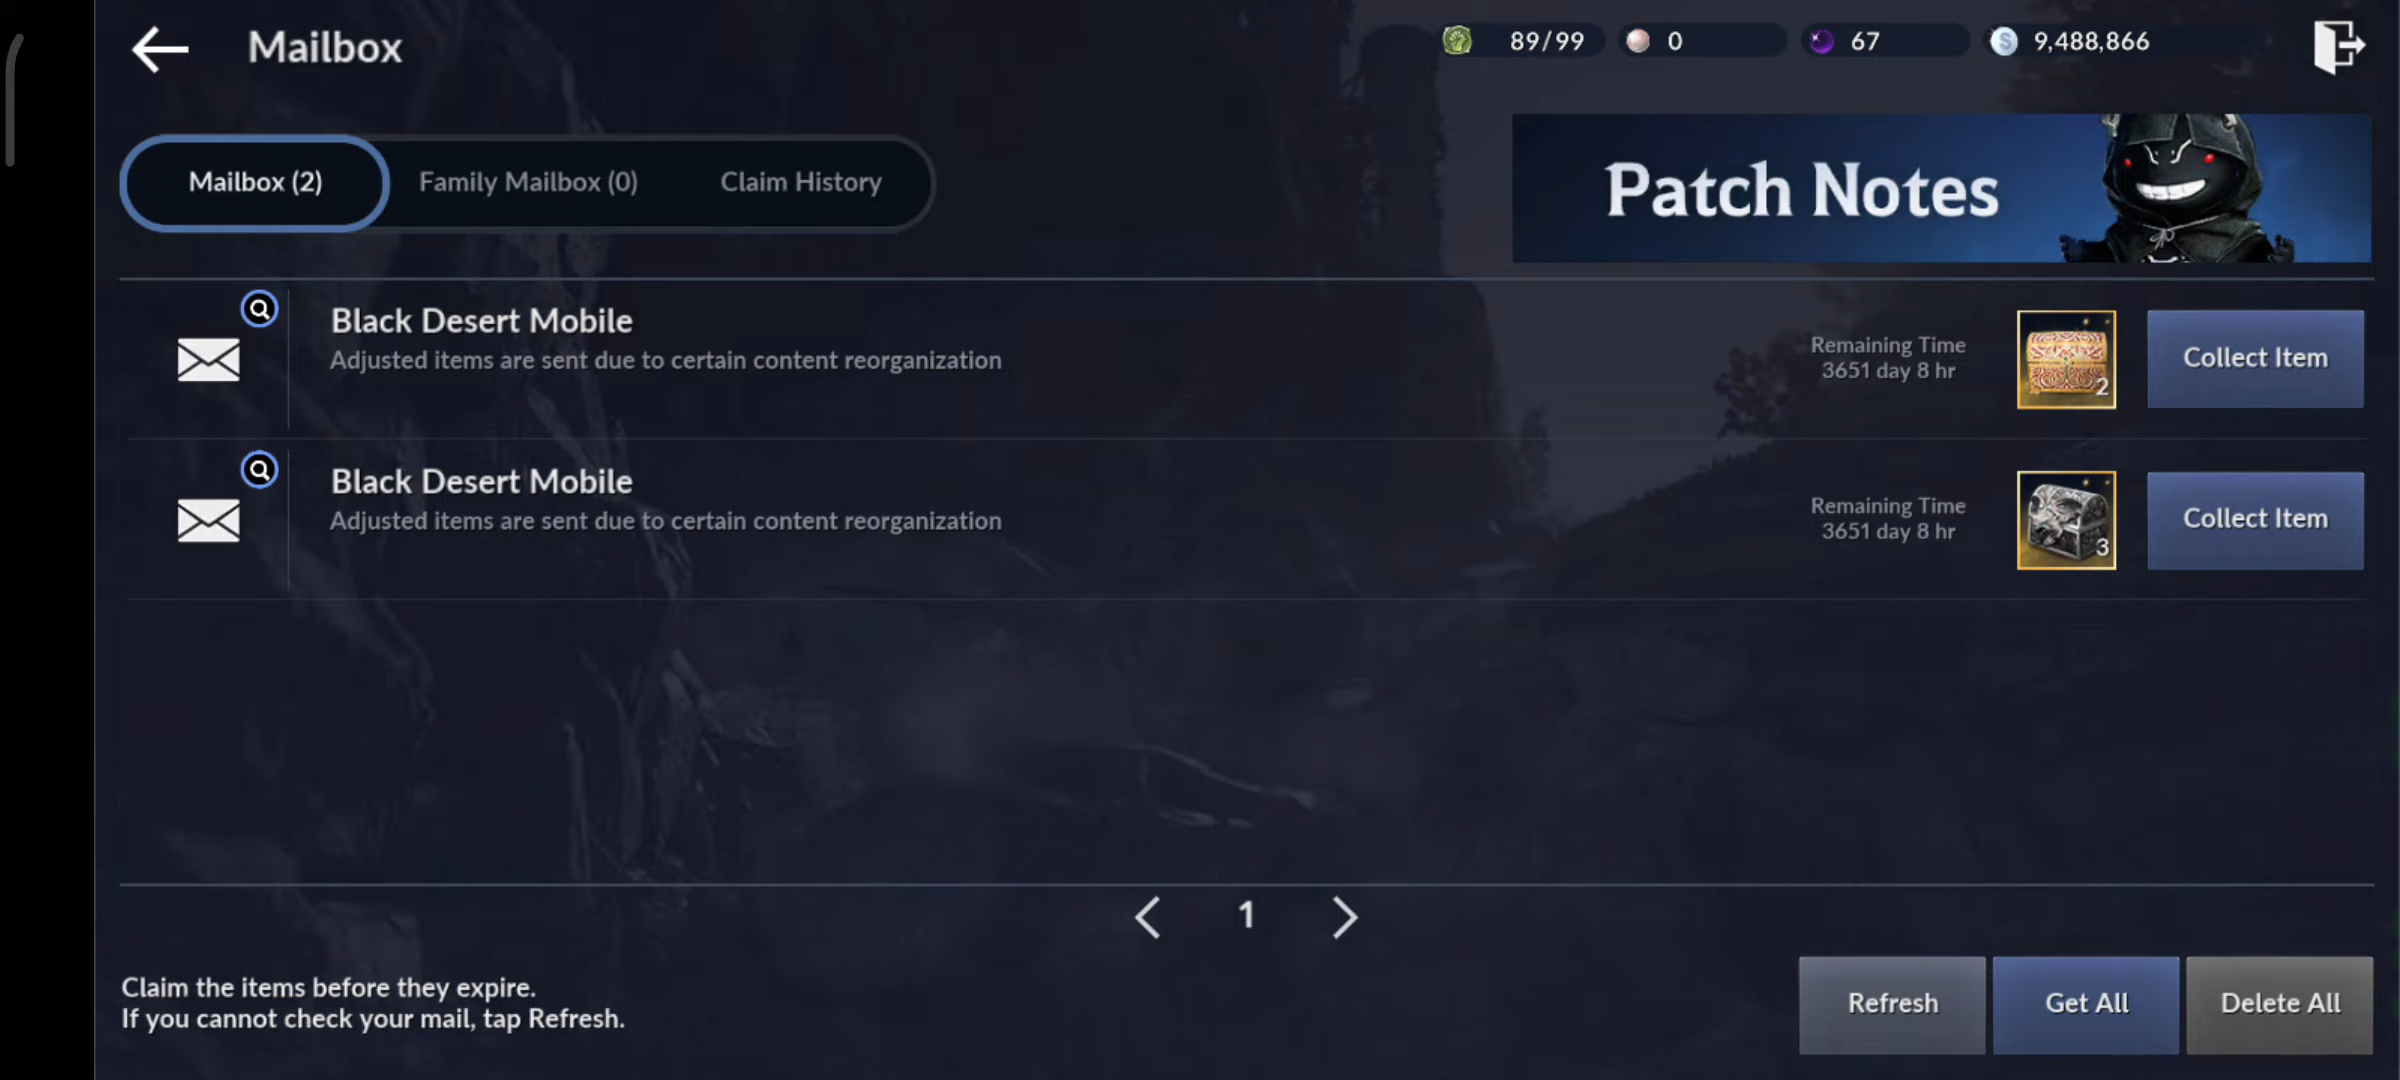 Mailbox
89/99
0
67
9,488,866
Mailbox (2)
Family Mailbox (0)
Claim History
Patch Notes
Black Desert Mobile
Adjusted items are sent due to certain content reorganization
Remaining Time
3651 day 8 hr
2
Collect Item
Black Desert Mobile
Adjusted items are sent due to certain content reorganization
Remaining Time
3651 day 8 hr
3
Collect Item
1
Claim the items before they expire.
If you cannot check your mail, tap Refresh.
Refresh
Get All
Delete All